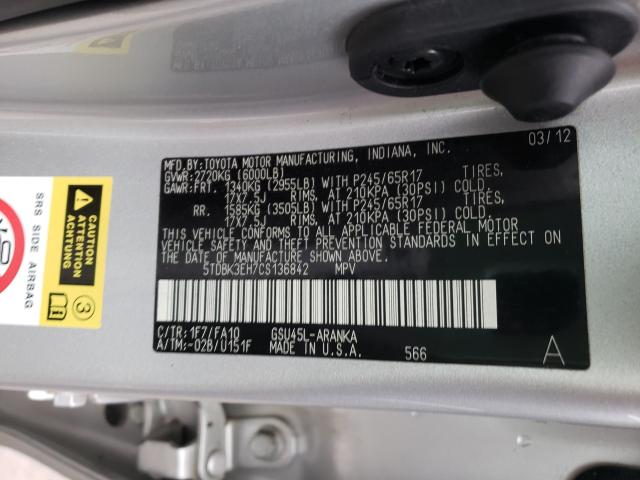 03/12
MFD.BY:TOYOTA MOTOR MANUFACTURING, INDIANA, INC.
GVWR:2720KG (6000LB)
GAWR:FRT. 1340KG (2955LB) WITH P245/65R17 TIRES,
17X7.5J RIMS, AT 210KPA (30PSI) COLD.
RR. 1585KG (3505LB) WITH P245/65R17 TIRES,
17X7.5J RIMS, AT 210KPA (30PSI) COLD.
THIS VEHICLE CONFORMS TO ALL APPLICABLE FEDERAL MOTOR
VEHICLE SAFETY AND THEFT PREVENTION STANDARDS IN EFFECT ON
THE DATE OF MANUFACTURE SHOWN ABOVE.
5TDBK3EH7CS136842 MPV
C/TR:1F7/FA10 GSU45L-ARANKA
A/TM:-02B/U151F MADE IN U.S.A. 566
A
SRS SIDE AIRBAG
ATTENTION
ACHTUNG
3